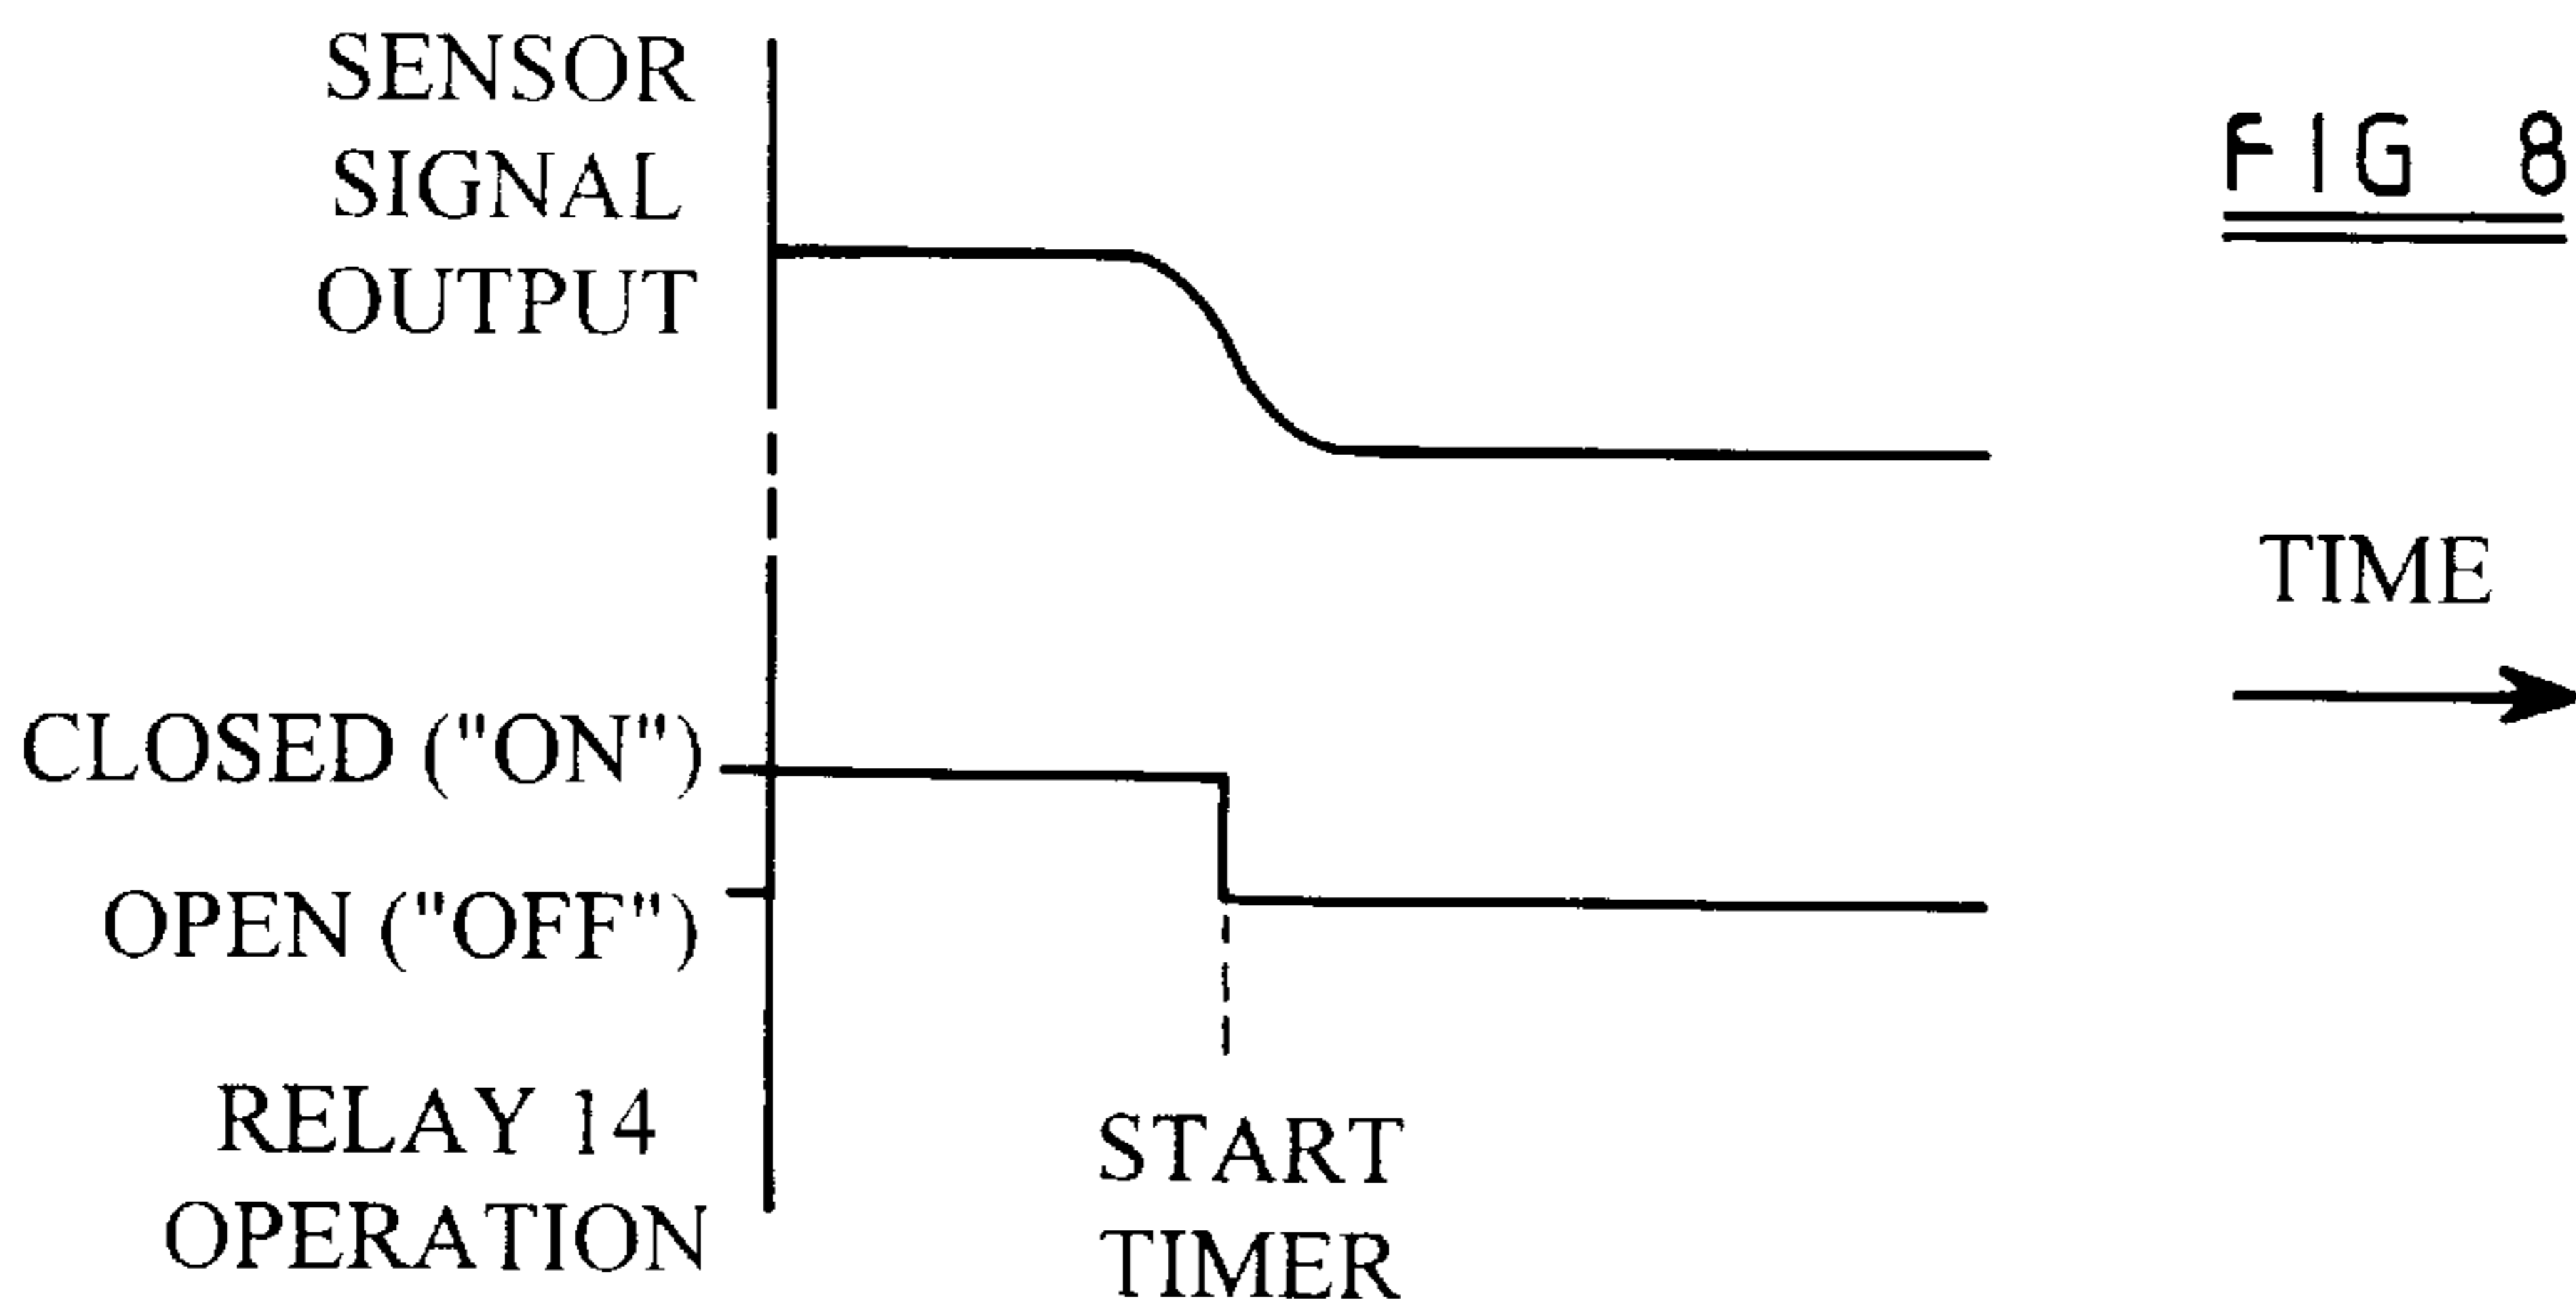 SENSOR
SIGNAL
OUTPUT
FIG 8
TIME
CLOSED ("ON")
OPEN ("OFF")
RELAY 14
OPERATION
START
TIMER